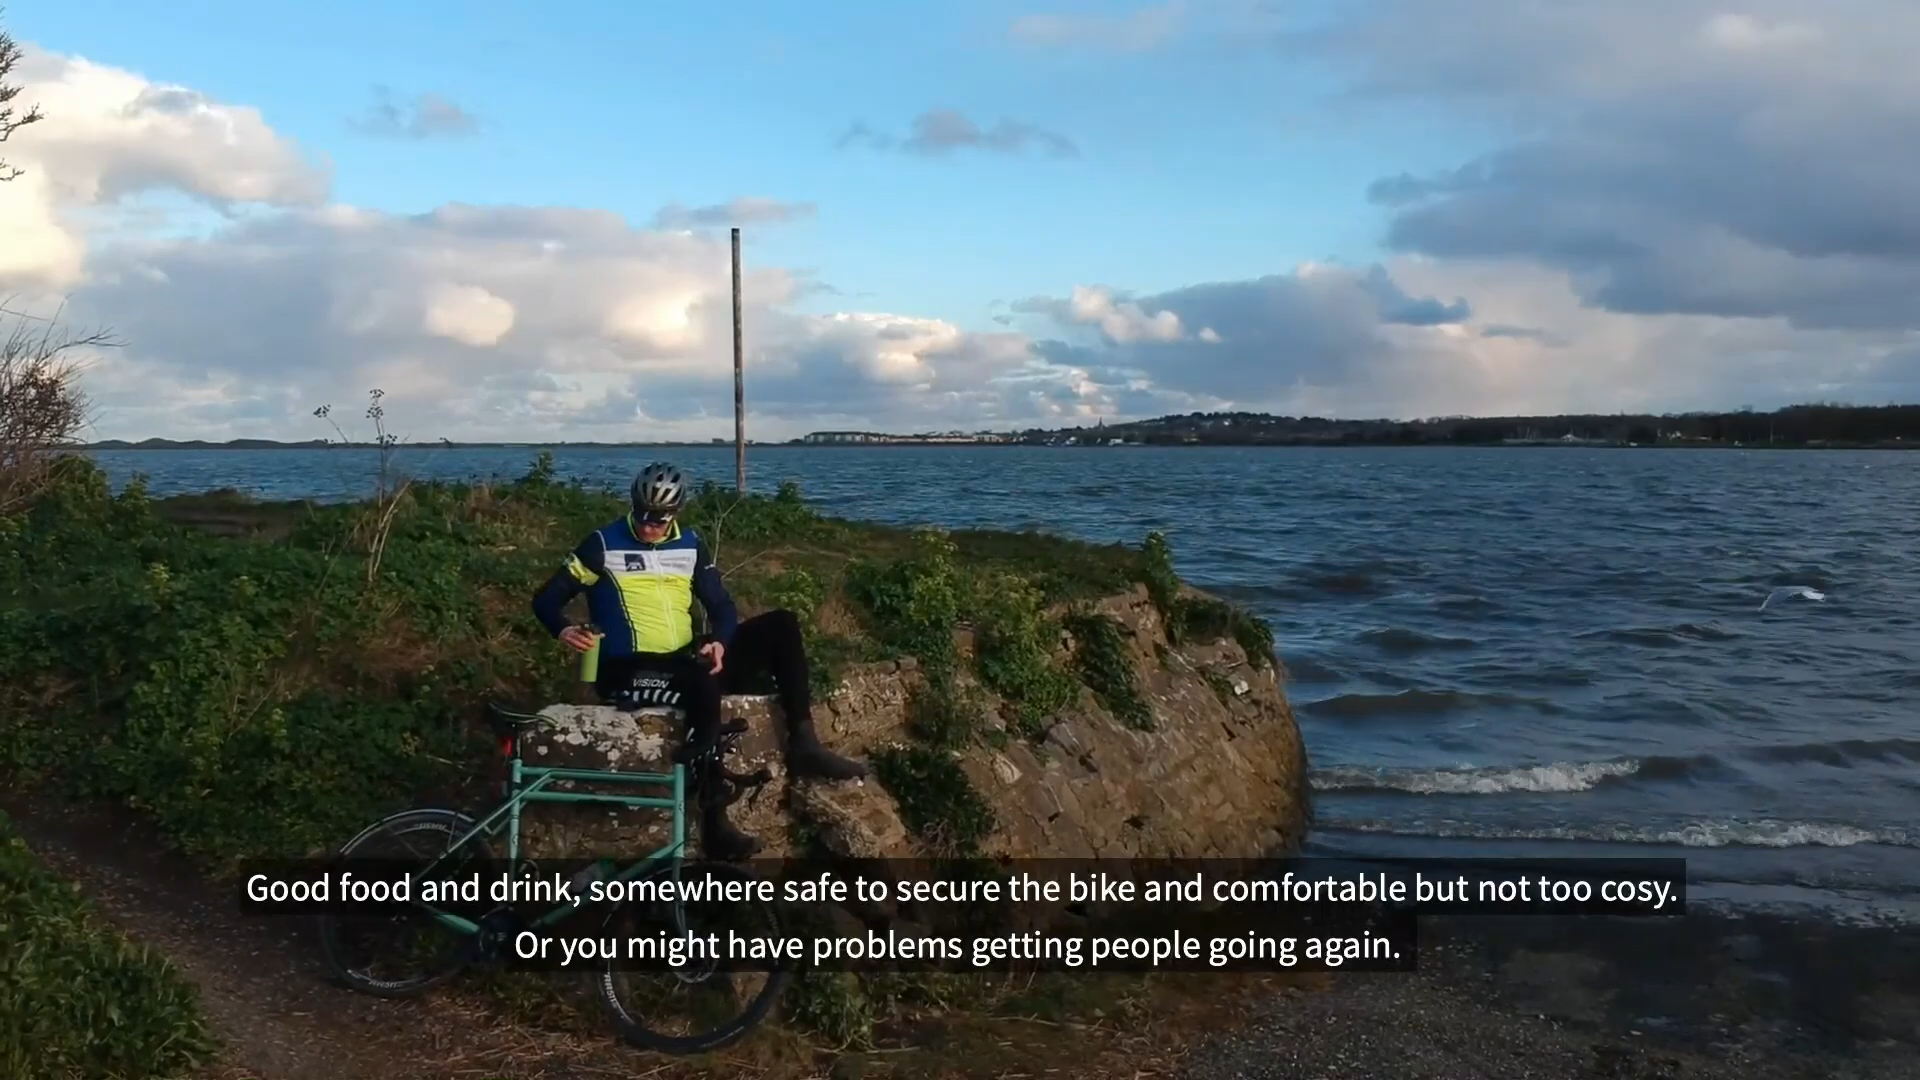 VISION
Good food and drink, somewhere safe to secure the bike and comfortable but not too cosy.
Or you might have problems getting people going again.